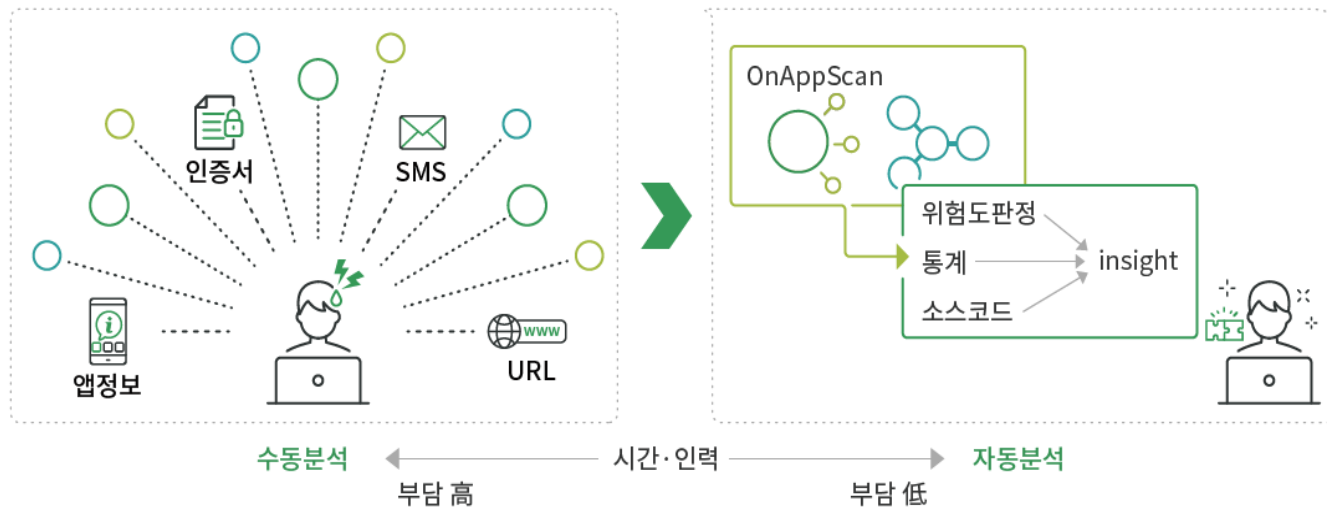 인증서
SMS
앱정보
www
URL
OnAppScan
위험도판정
통계
소스코드
insight
수동분석
시간·인력
자동분석
부담 高
부담 低